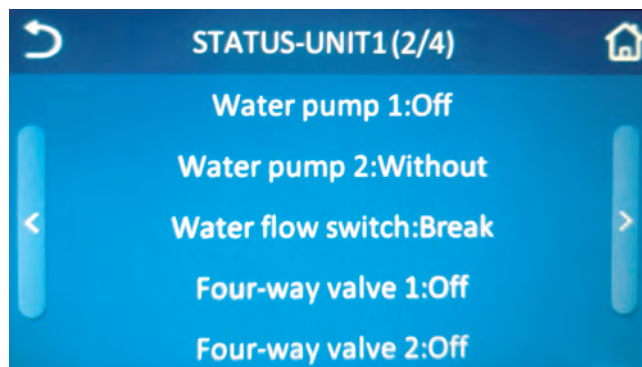 STATUS-UNIT1(2/4)
Water pump 1:Off
Water pump 2:Without
Water flow switch:Break
Four-way valve 1:Off
Four-way valve 2:Off